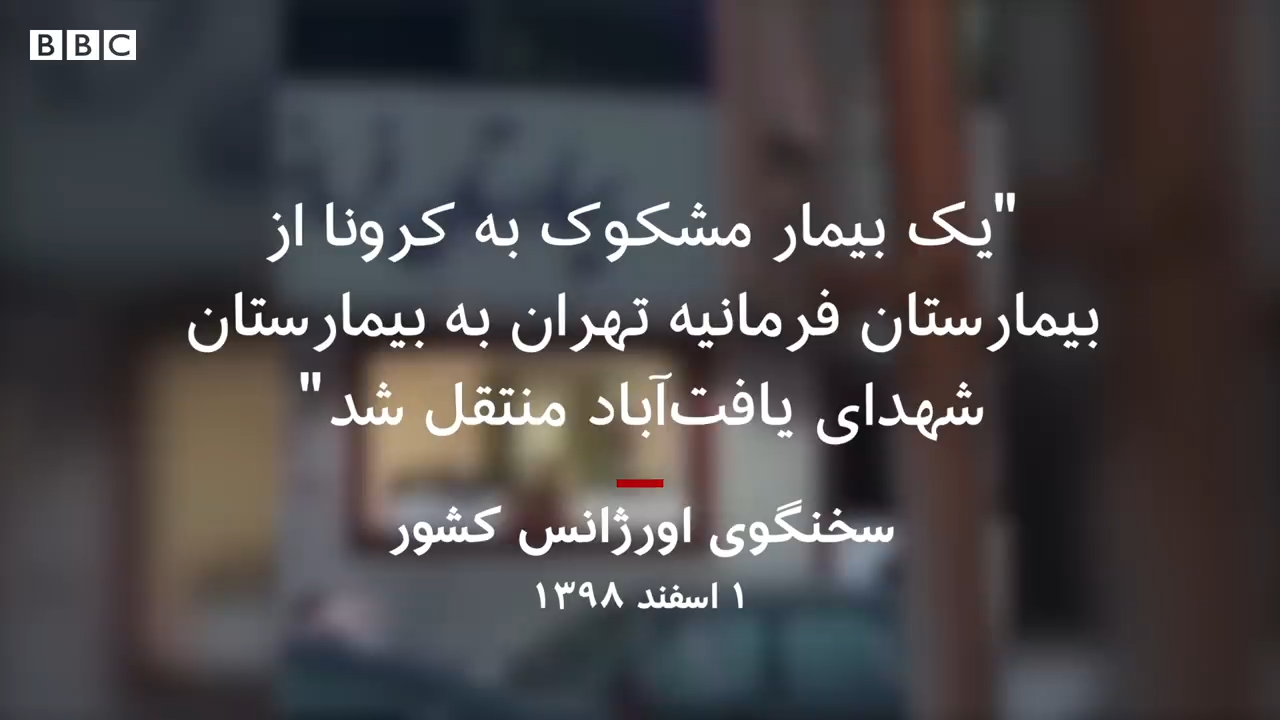 BBC
"یک بیمار مشکوک به کرونا از
بیمارستان فرمانیه تهران به بیمارستان
شهدای یافت‌آباد منتقل شد"
سخنگوی اورژانس کشور
۱ اسفند ۱۳۹۸